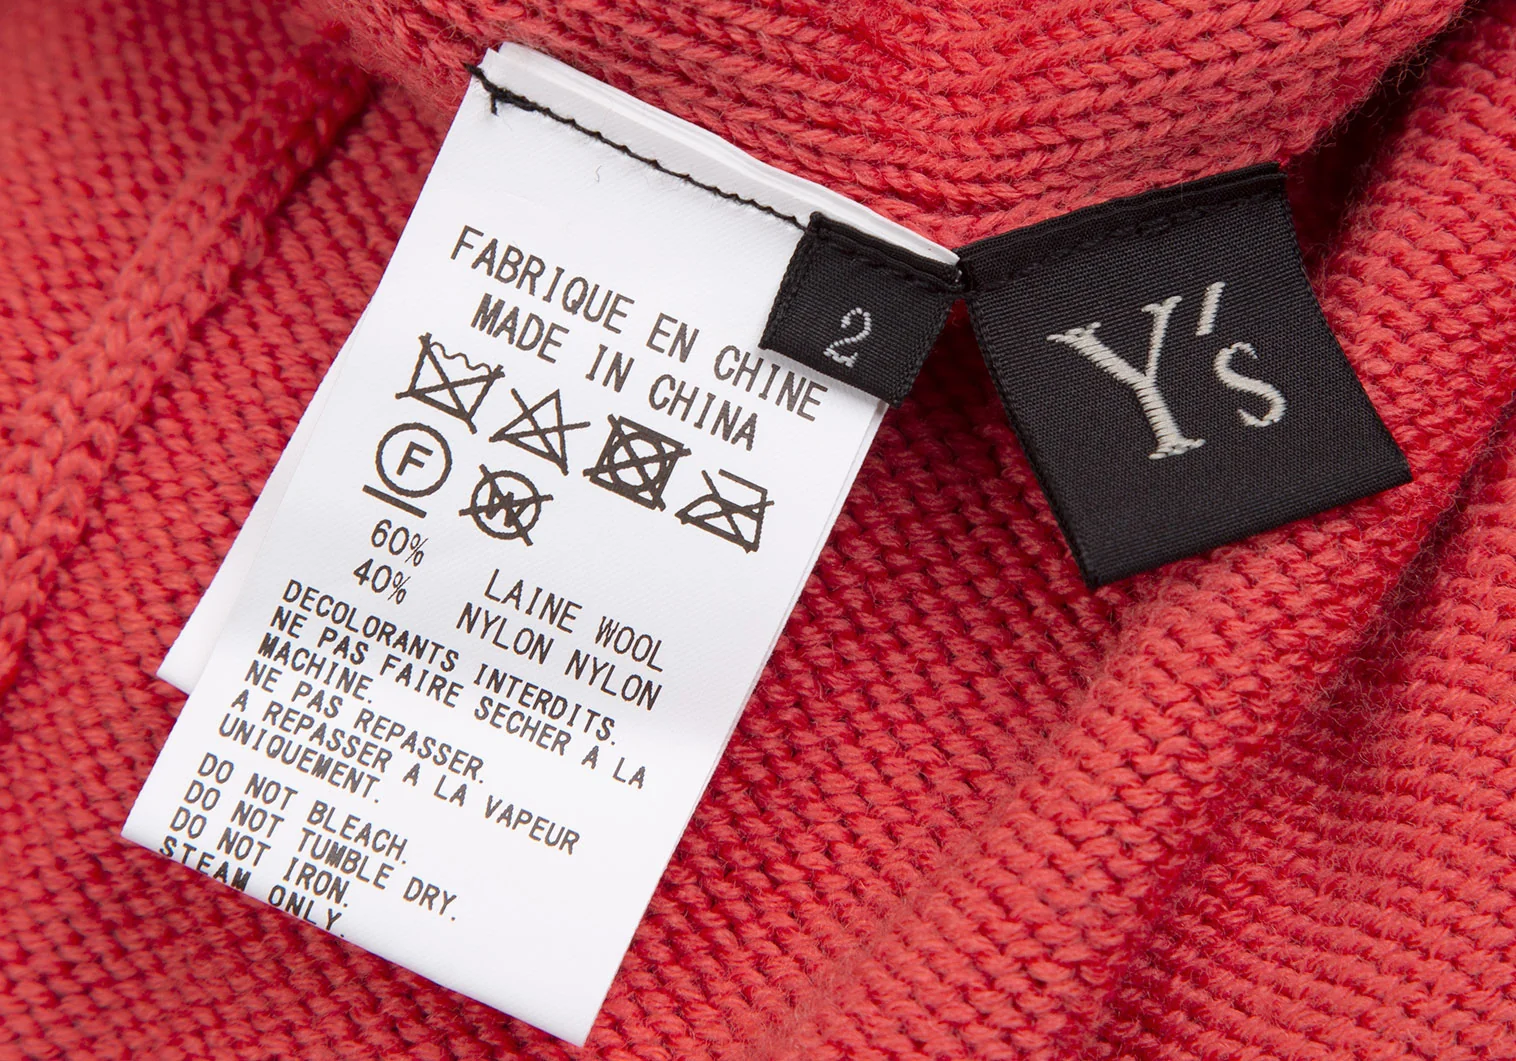 FABRIQUE EN CHINE
MADE IN CHINA
F
W
60% LAINE WOOL
40% NYLON NYLON
DECOLORANTS INTERDITS.
NE PAS FAIRE SECHER A LA
MACHINE.
NE PAS REPASSER.
A REPASSER A LA VAPEUR
UNIQUEMENT.
DO NOT BLEACH.
DO NOT TUMBLE DRY.
DO NOT IRON.
STEAM ONLY.
2
Y's